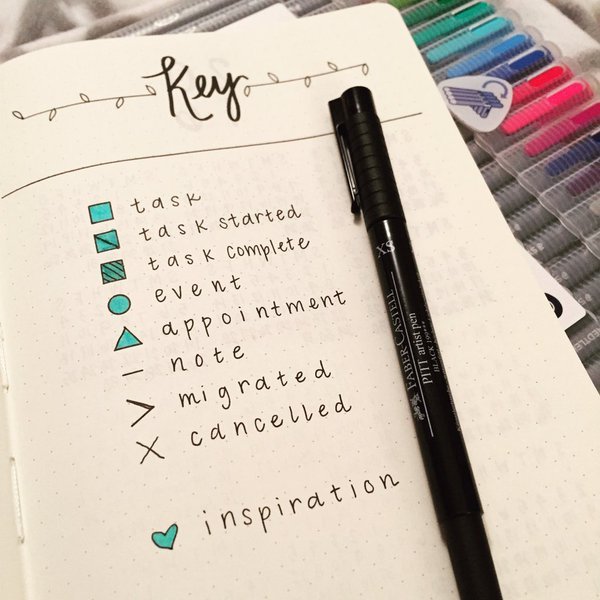 Key
task
task started
task complete
event
appointment
note
migrated
cancelled
inspiration
XS
FABER-CASTELL
PITT artist pen